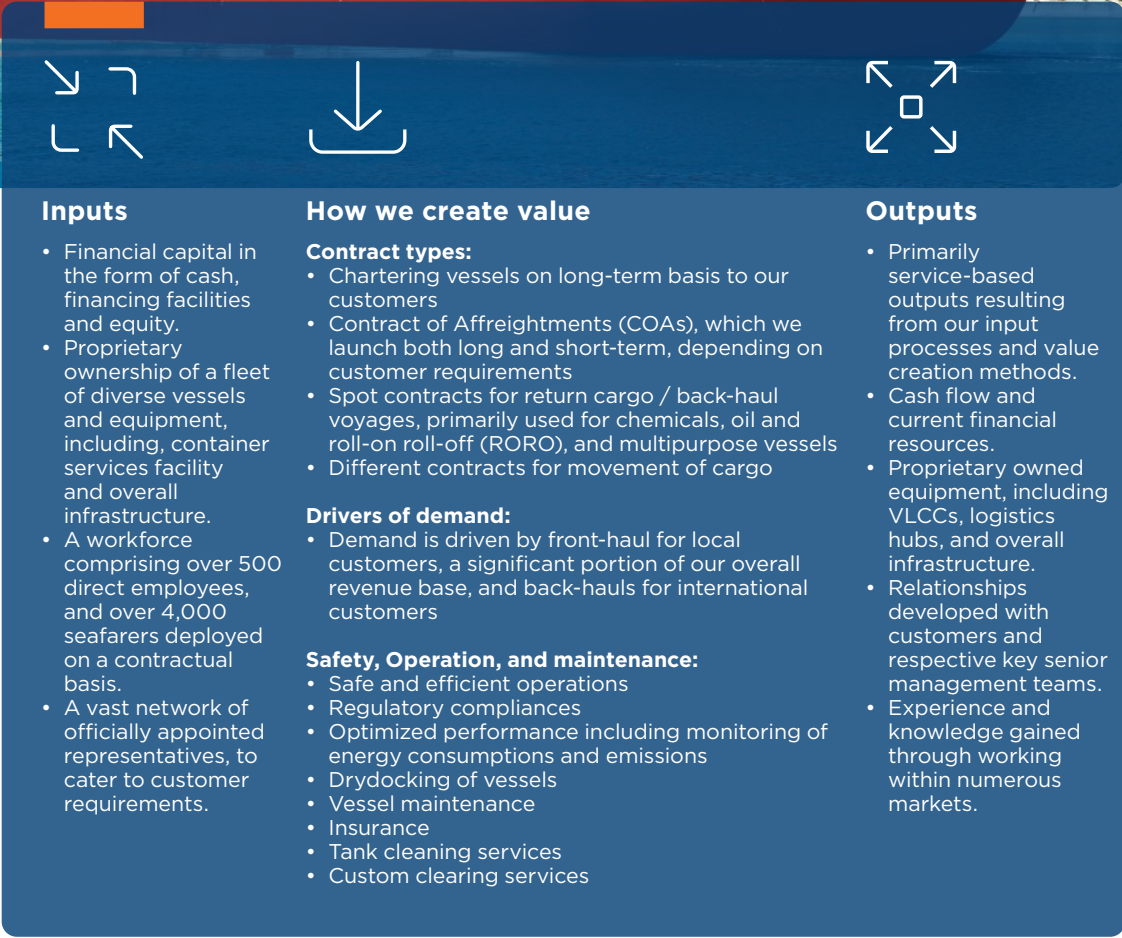 Inputs
• Financial capital in
the form of cash,
financing facilities
and equity.
• Proprietary
ownership of a fleet
of diverse vessels
and equipment,
including, container
services facility
and overall
infrastructure.
• A workforce
comprising over 500
direct employees,
and over 4,000
seafarers deployed
on a contractual
basis.
• A vast network of
officially appointed
representatives, to
cater to customer
requirements.
How we create value
Contract types:
• Chartering vessels on long-term basis to our
customers
• Contract of Affreightments (COAs), which we
launch both long and short-term, depending on
customer requirements
• Spot contracts for return cargo / back-haul
voyages, primarily used for chemicals, oil and
roll-on roll-off (RORO), and multipurpose vessels
• Different contracts for movement of cargo
Drivers of demand:
• Demand is driven by front-haul for local
customers, a significant portion of our overall
revenue base, and back-hauls for international
customers
Safety, Operation, and maintenance:
• Safe and efficient operations
• Regulatory compliances
• Optimized performance including monitoring of
energy consumptions and emissions
• Drydocking of vessels
• Vessel maintenance
• Insurance
• Tank cleaning services
• Custom clearing services
Outputs
• Primarily
service-based
outputs resulting
from our input
processes and value
creation methods.
• Cash flow and
current financial
resources.
• Proprietary owned
equipment, including
VLCCs, logistics
hubs, and overall
infrastructure.
• Relationships
developed with
customers and
respective key senior
management teams.
• Experience and
knowledge gained
through working
within numerous
markets.